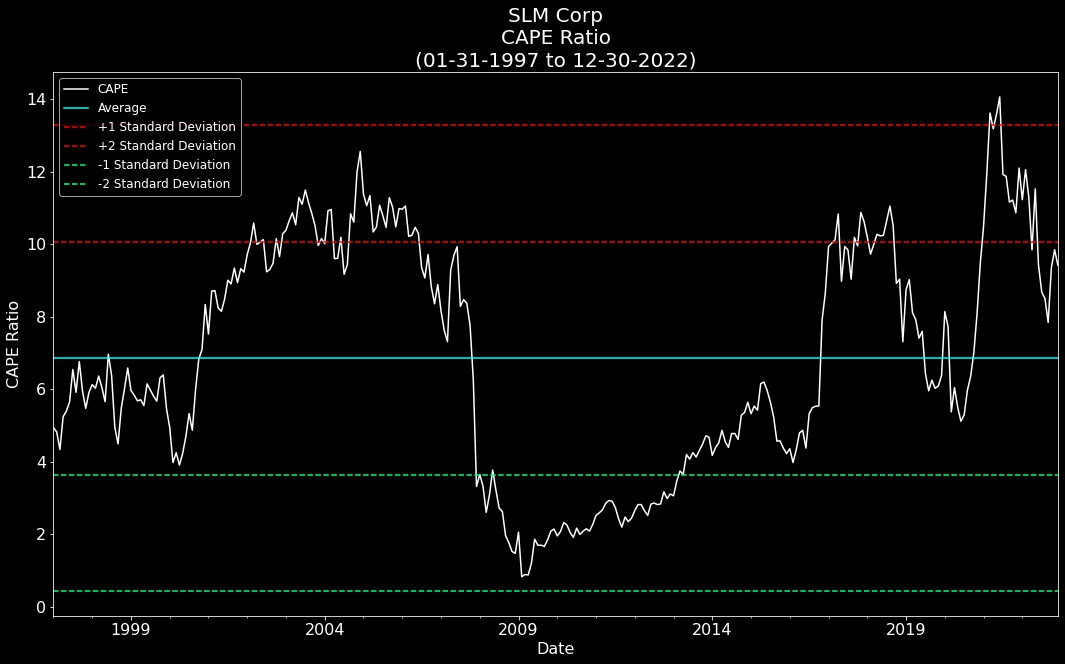 SLM Corp
CAPE Ratio
(01-31-1997 to 12-30-2022)
CAPE
Average
+1 Standard Deviation
+2 Standard Deviation
-1 Standard Deviation
-2 Standard Deviation
14
12
10
8
6
4
2
0
CAPE Ratio
1999 2004 2009 2014 2019
Date